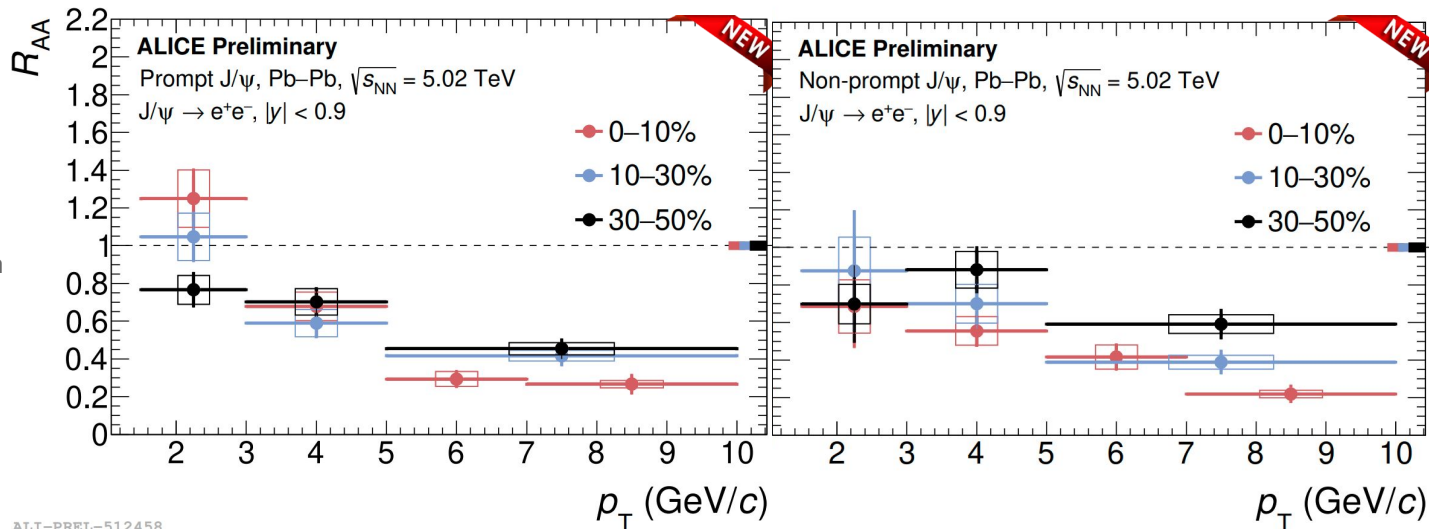 R_AA
2.2
2
1.8
1.6
1.4
1.2
1
0.8
0.6
0.4
0.2
0
ALICE Preliminary
Prompt J/ψ, Pb–Pb, √s_NN = 5.02 TeV
J/ψ → e⁺e⁻, |y| < 0.9
0–10%
10–30%
30–50%
NEW
2 3 4 5 6 7 8 9 10
p_T (GeV/c)
ALICE Preliminary
Non-prompt J/ψ, Pb–Pb, √s_NN = 5.02 TeV
J/ψ → e⁺e⁻, |y| < 0.9
0–10%
10–30%
30–50%
NEW
2 3 4 5 6 7 8 9 10
p_T (GeV/c)
ALI-PREL-512458